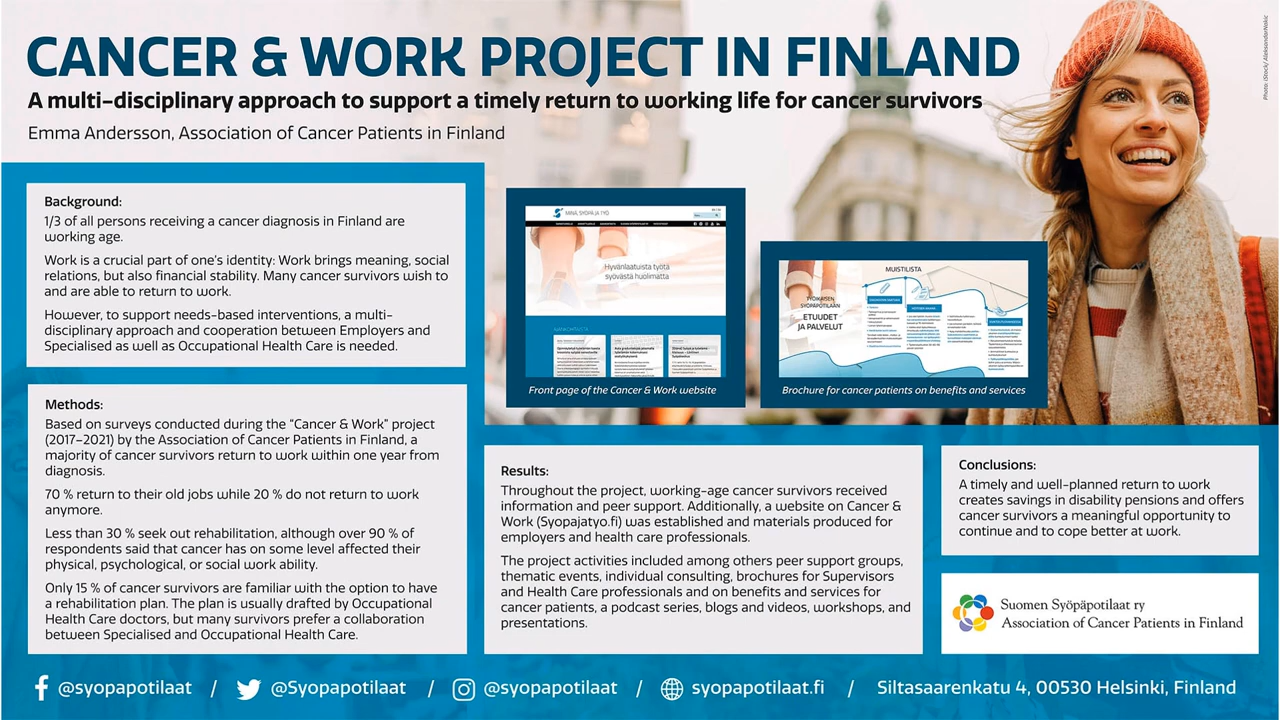 CANCER & WORK PROJECT IN FINLAND
A multi-disciplinary approach to support a timely return to working life for cancer survivors
Emma Andersson, Association of Cancer Patients in Finland
Photo: iStock/ AleksandarNakic
Background:
1/3 of all persons receiving a cancer diagnosis in Finland are
working age.
Work is a crucial part of one's identity: Work brings meaning, social
relations, but also financial stability. Many cancer survivors wish to
and are able to return to work.
However, to support needs-based interventions, a multi-
disciplinary approach and cooperation between Employers and
Specialised as well as Occupational Health Care is needed.
Methods:
Based on surveys conducted during the "Cancer & Work" project
(2017–2021) by the Association of Cancer Patients in Finland, a
majority of cancer survivors return to work within one year from
diagnosis.
70 % return to their old jobs while 20 % do not return to work
anymore.
Less than 30 % seek out rehabilitation, although over 90 % of
respondents said that cancer has on some level affected their
physical, psychological, or social work ability.
Only 15 % of cancer survivors are familiar with the option to have
a rehabilitation plan. The plan is usually drafted by Occupational
Health Care doctors, but many survivors prefer a collaboration
between Specialised and Occupational Health Care.
MINÄ, SYÖPÄ JA TYÖ
Hyvänlaatuista työtä
syövästä huolimatta
Front page of the Cancer & Work website
MUISTILISTA
TYÖIKÄISEN
SYÖPÄPOTILAAN
ETUUDET
JA PALVELUT
Brochure for cancer patients on benefits and services
Results:
Throughout the project, working-age cancer survivors received
information and peer support. Additionally, a website on Cancer &
Work (Syopajatyo.fi) was established and materials produced for
employers and health care professionals.
The project activities included among others peer support groups,
thematic events, individual consulting, brochures for Supervisors
and Health Care professionals and on benefits and services for
cancer patients, a podcast series, blogs and videos, workshops, and
presentations.
Conclusions:
A timely and well-planned return to work
creates savings in disability pensions and offers
cancer survivors a meaningful opportunity to
continue and to cope better at work.
Suomen Syöpäpotilaat ry
Association of Cancer Patients in Finland
@syopapotilaat / @Syopapotilaat / @syopapotilaat / syopapotilaat.fi / Siltasaarenkatu 4, 00530 Helsinki, Finland